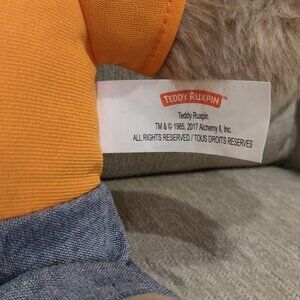 TEDDY RUXPIN
Teddy Ruxpin
TM & © 1985, 2017 Alchemy II, Inc.
ALL RIGHTS RESERVED / TOUS DROITS RESERVES